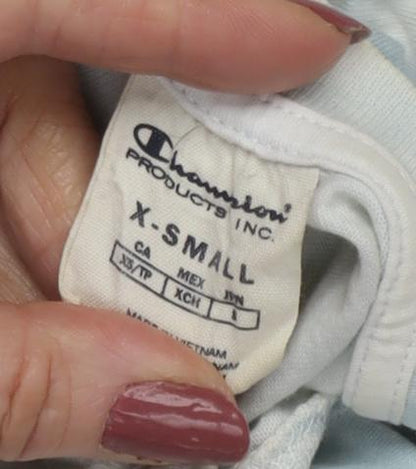 Champion
PRODUCTS INC.
X-SMALL
CA MEX JPN
XS/TP XCH
MADE IN VIETNAM